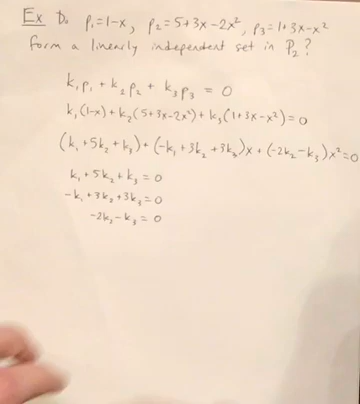 Ex Do p₁=1-x, p₂=5+3x-2x², p₃=1+3x-x²
form a linearly independent set in P₂?
k₁p₁ + k₂p₂ + k₃p₃ = 0
k₁(1-x)+k₂(5+3x-2x²)+k₃(1+3x-x²)=0
(k₁+5k₂+k₃)+(-k₁+3k₂+3k₃)x+(-2k₂-k₃)x²=0
k₁+5k₂+k₃=0
-k₁+3k₂+3k₃=0
-2k₂-k₃=0